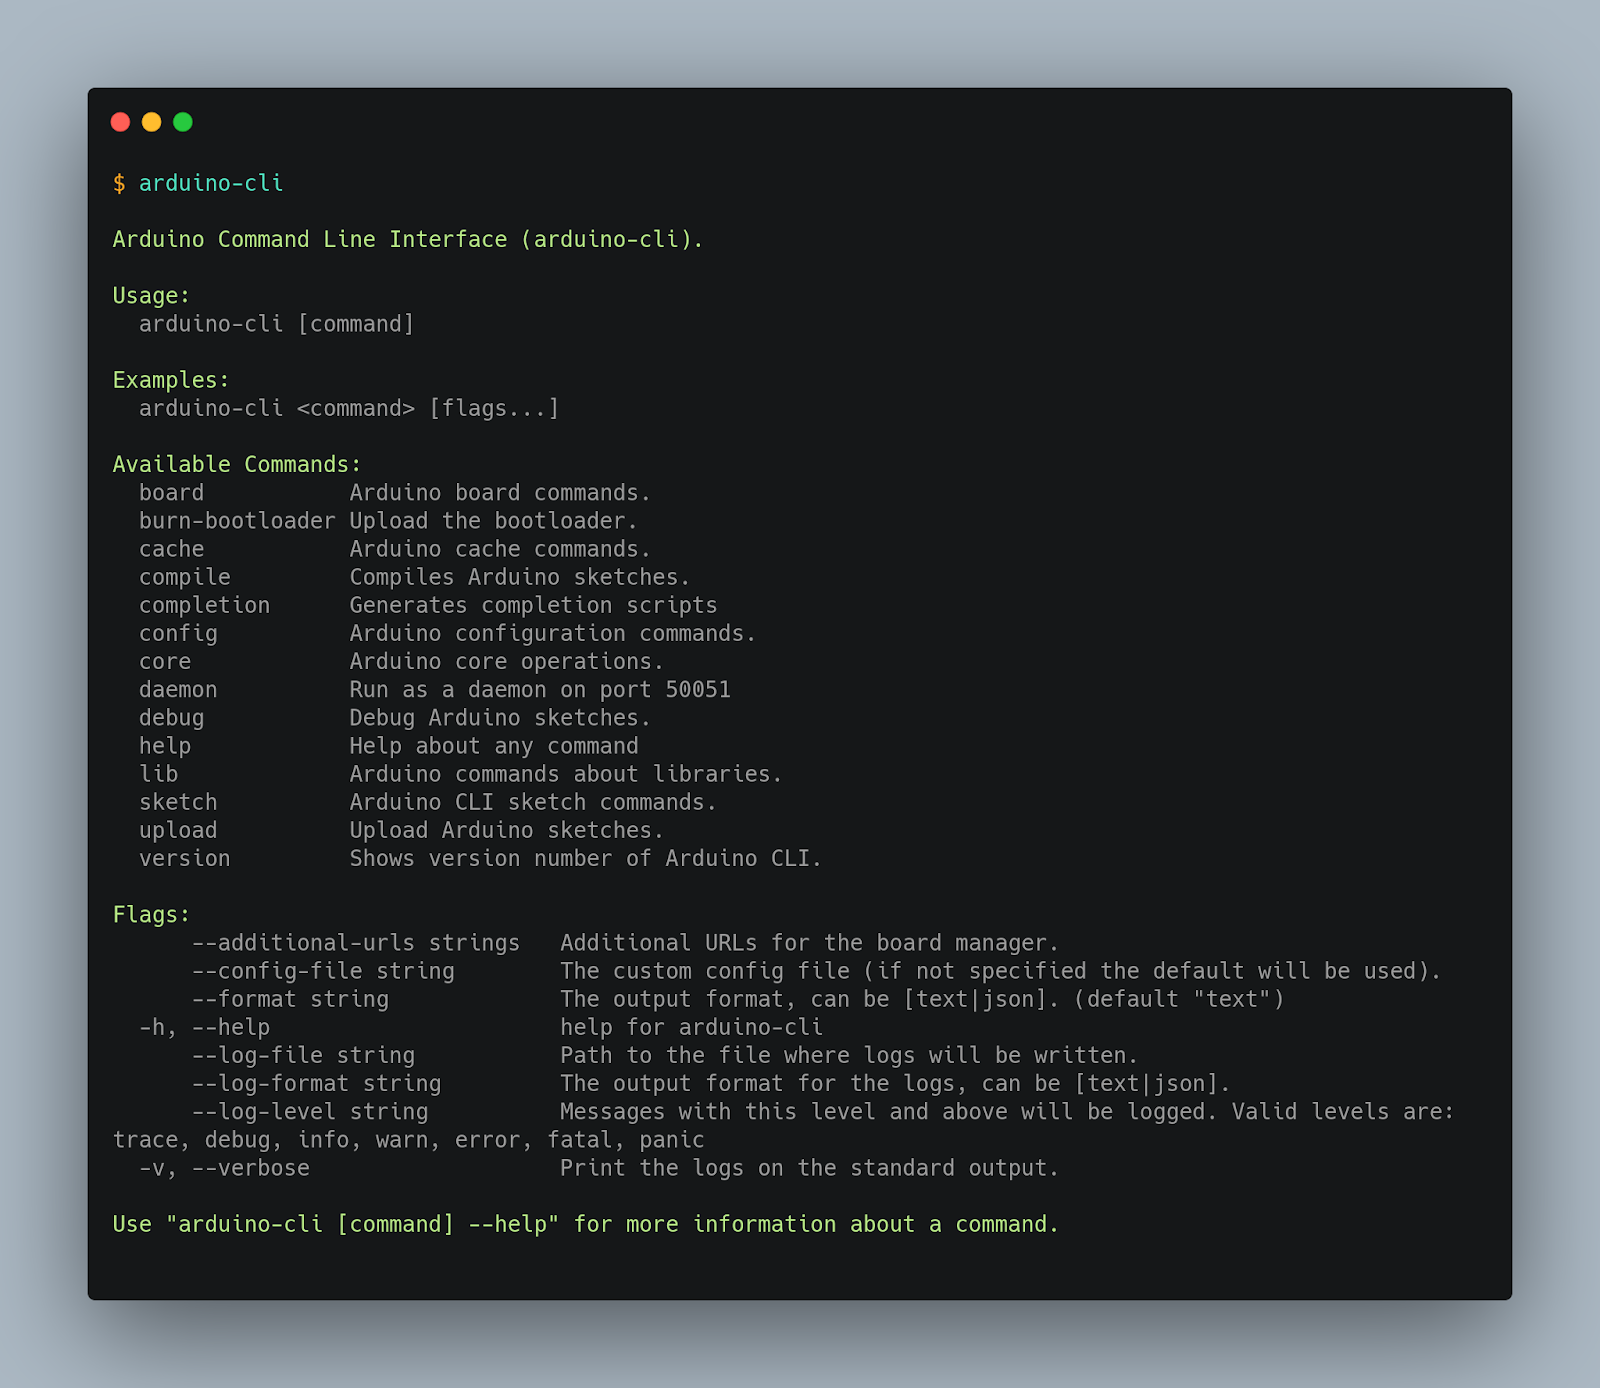 $ arduino-cli
Arduino Command Line Interface (arduino-cli).
Usage:
  arduino-cli [command]
Examples:
  arduino-cli <command> [flags...]
Available Commands:
  board           Arduino board commands.
  burn-bootloader Upload the bootloader.
  cache           Arduino cache commands.
  compile         Compiles Arduino sketches.
  completion      Generates completion scripts
  config          Arduino configuration commands.
  core            Arduino core operations.
  daemon          Run as a daemon on port 50051
  debug           Debug Arduino sketches.
  help            Help about any command
  lib             Arduino commands about libraries.
  sketch          Arduino CLI sketch commands.
  upload          Upload Arduino sketches.
  version         Shows version number of Arduino CLI.
Flags:
      --additional-urls strings   Additional URLs for the board manager.
      --config-file string        The custom config file (if not specified the default will be used).
      --format string             The output format, can be [text|json]. (default "text")
  -h, --help                      help for arduino-cli
      --log-file string           Path to the file where logs will be written.
      --log-format string         The output format for the logs, can be [text|json].
      --log-level string          Messages with this level and above will be logged. Valid levels are:
trace, debug, info, warn, error, fatal, panic
  -v, --verbose                   Print the logs on the standard output.
Use "arduino-cli [command] --help" for more information about a command.